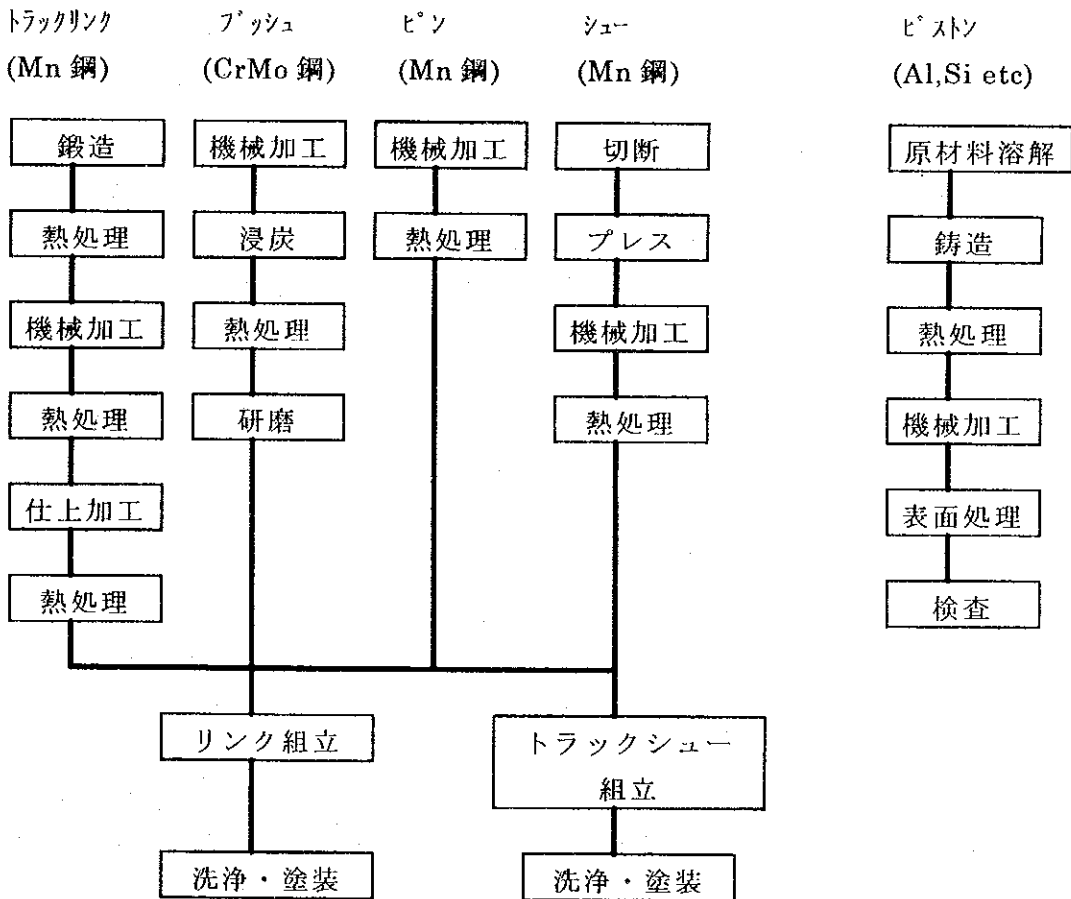 トラックリンク
(Mn 鋼)
鍛造
熱処理
機械加工
熱処理
仕上加工
熱処理
ブッシュ
(CrMo 鋼)
機械加工
浸炭
熱処理
研磨
ピン
(Mn 鋼)
機械加工
熱処理
シュー
(Mn 鋼)
切断
プレス
機械加工
熱処理
リンク組立
洗浄・塗装
トラックシュー
組立
洗浄・塗装
ピストン
(Al,Si etc)
原材料溶解
鋳造
熱処理
機械加工
表面処理
検査